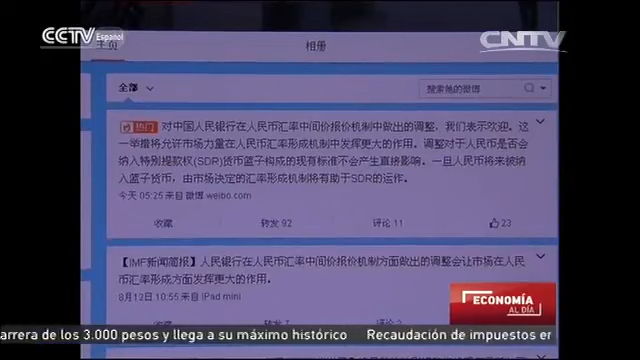 CCTV Español
CNTV
主页
相册
全部
搜索她的微博
热门 对中国人民银行在人民币汇率中间价报价机制中做出的调整，我们表示欢迎。这
一举措将允许市场力量在人民币汇率形成机制中发挥更大的作用。调整对于人民币是否会
纳入特别提款权(SDR)货币篮子构成的现有标准不会产生直接影响。一旦人民币将来被纳
入篮子货币，由市场决定的汇率形成机制将有助于SDR的运作。
今天 05:25 来自 微博 weibo.com
收藏 转发 92 评论 11 23
【IMF新闻简报】人民银行在人民币汇率中间价报价机制方面做出的调整会让市场在人民
币汇率形成方面发挥更大的作用。
8月12日 10:55 来自 iPad mini
收藏 转发 7 评论 2
ECONOMÍA
AL DÍA
arrera de los 3.000 pesos y llega a su máximo histórico Recaudación de impuestos en